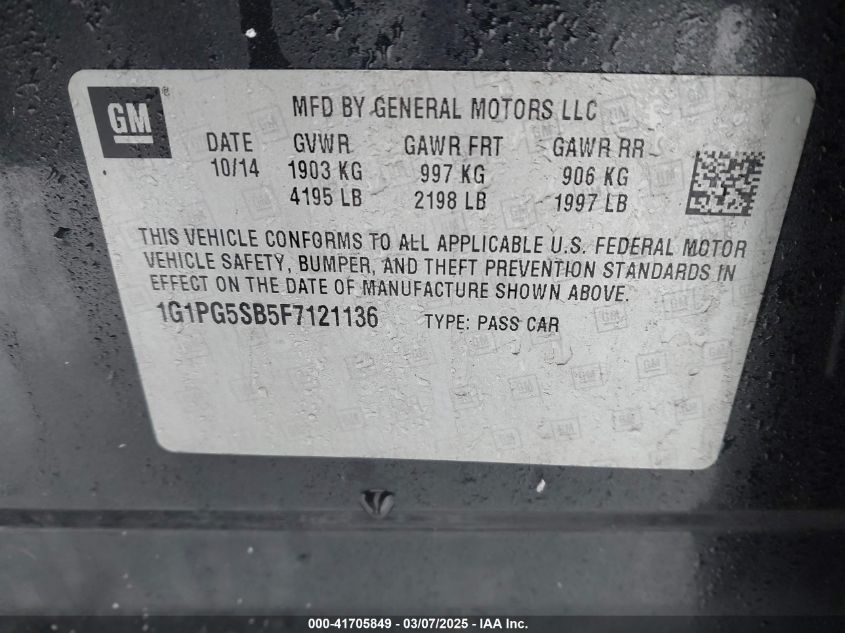 GM ®
MFD BY GENERAL MOTORS LLC
DATE GVWR GAWR FRT GAWR RR
10/14 1903 KG 997 KG 906 KG
4195 LB 2198 LB 1997 LB
THIS VEHICLE CONFORMS TO ALL APPLICABLE U.S. FEDERAL MOTOR
VEHICLE SAFETY, BUMPER, AND THEFT PREVENTION STANDARDS IN
EFFECT ON THE DATE OF MANUFACTURE SHOWN ABOVE.
1G1PG5SB5F7121136 TYPE: PASS CAR
000-41705849 - 03/07/2025 - IAA Inc.